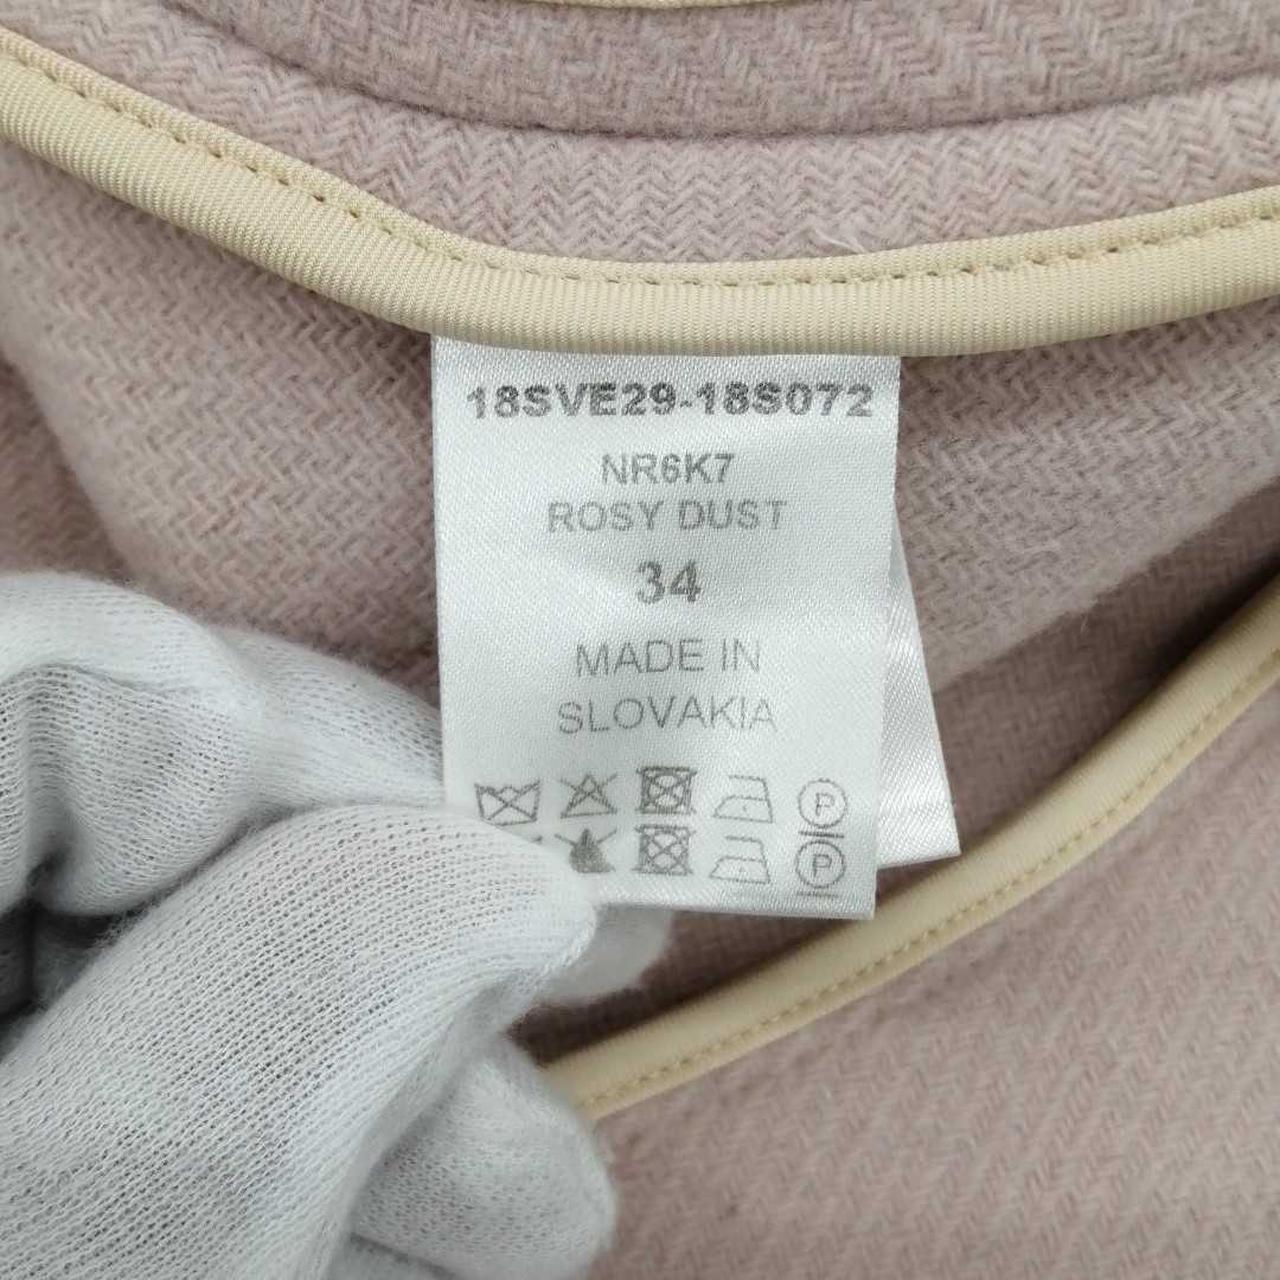 18SVE29-18S072
NR6K7
ROSY DUST
34
MADE IN
SLOVAKIA
P
P